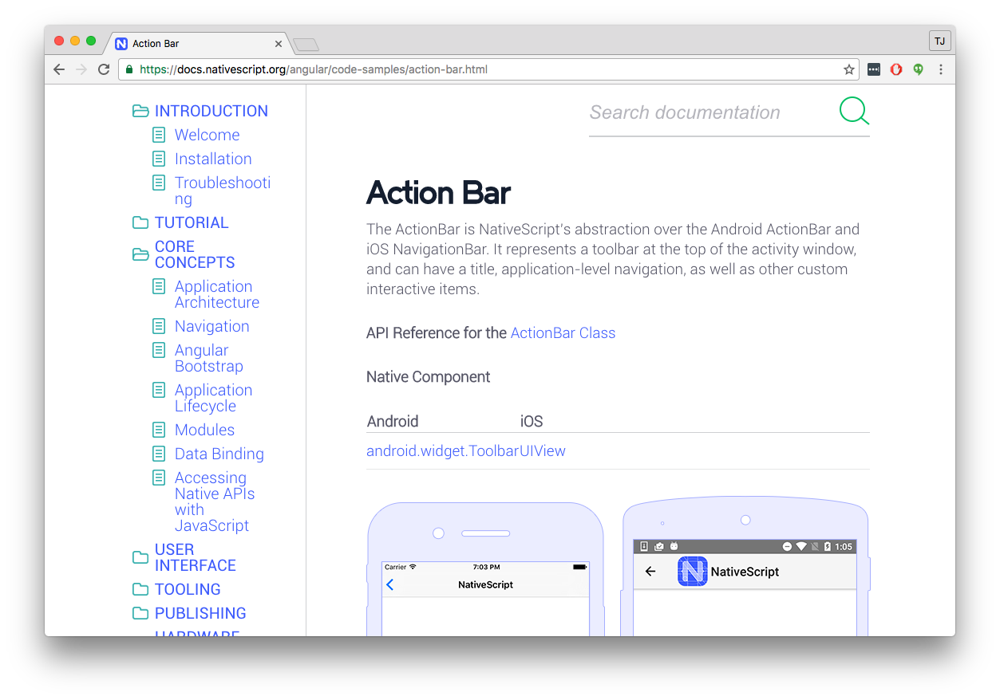 Action Bar
TJ
https://docs.nativescript.org/angular/code-samples/action-bar.html
INTRODUCTION
Welcome
Installation
Troubleshooti
ng
TUTORIAL
CORE
CONCEPTS
Application
Architecture
Navigation
Angular
Bootstrap
Application
Lifecycle
Modules
Data Binding
Accessing
Native APIs
with
JavaScript
USER
INTERFACE
TOOLING
PUBLISHING
HARDWARE
Search documentation
Action Bar
The ActionBar is NativeScript's abstraction over the Android ActionBar and
iOS NavigationBar. It represents a toolbar at the top of the activity window,
and can have a title, application-level navigation, as well as other custom
interactive items.
API Reference for the ActionBar Class
Native Component
Android iOS
android.widget.Toolbar UIView
Carrier 7:03 PM
NativeScript
1:05
NativeScript